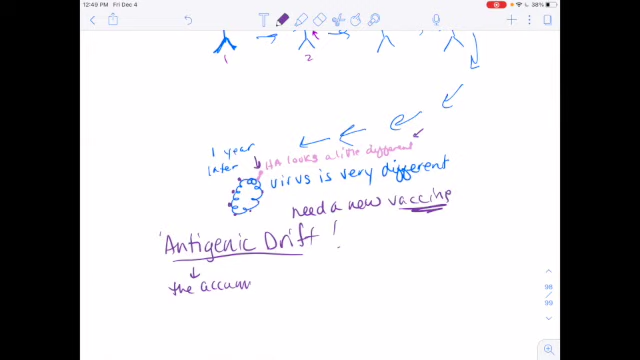 12:49 PM Fri Dec 4
38%
1
2
1 year
later
HA looks a little different
virus is very different
need a new vaccine
Antigenic Drift!
the accum
98
/
99